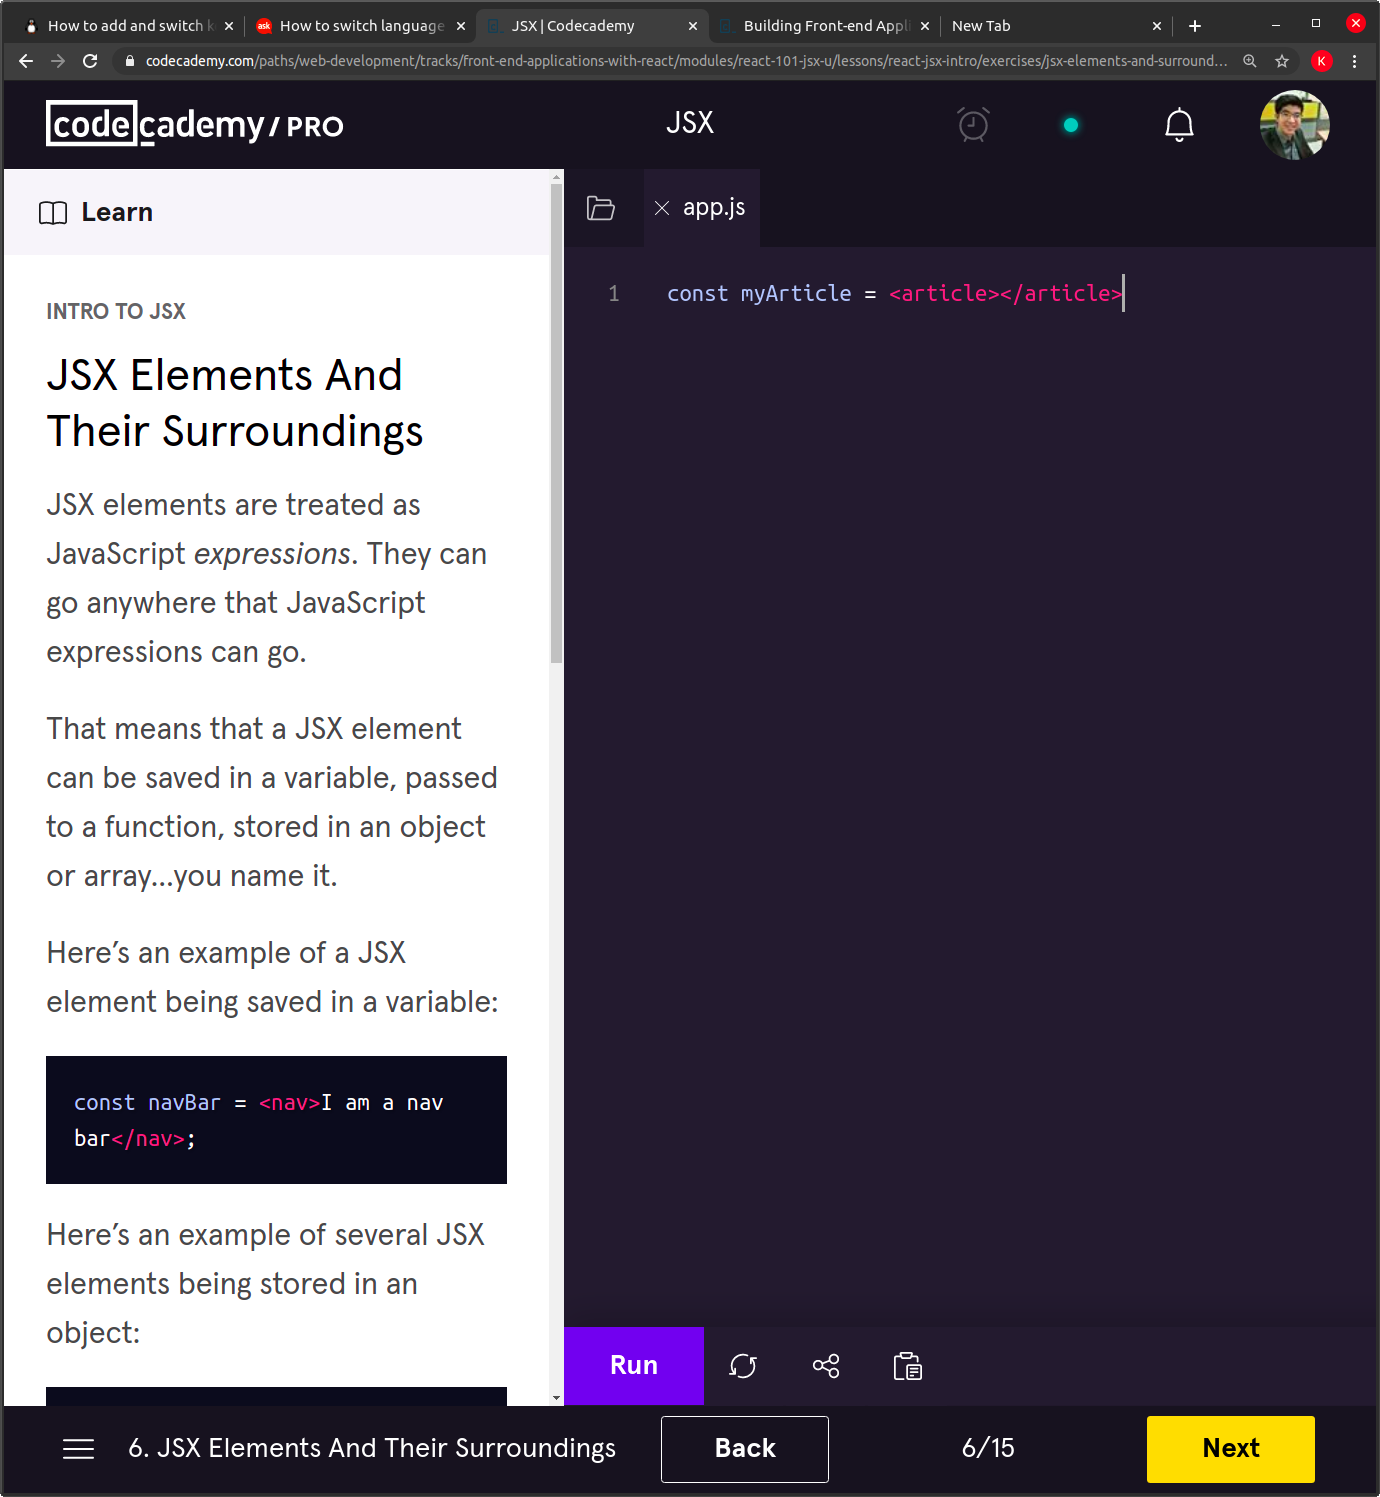 How to add and switch k
How to switch language
JSX | Codecademy
Building Front-end Appli
New Tab
codecademy.com/paths/web-development/tracks/front-end-applications-with-react/modules/react-101-jsx-u/lessons/react-jsx-intro/exercises/jsx-elements-and-surround...
K
codecademy / PRO
JSX
Learn
app.js
INTRO TO JSX
JSX Elements And
Their Surroundings
JSX elements are treated as
JavaScript expressions. They can
go anywhere that JavaScript
expressions can go.
That means that a JSX element
can be saved in a variable, passed
to a function, stored in an object
or array...you name it.
Here’s an example of a JSX
element being saved in a variable:
const navBar = <nav>I am a nav
bar</nav>;
Here’s an example of several JSX
elements being stored in an
object:
1 const myArticle = <article></article>
Run
6. JSX Elements And Their Surroundings
Back
6/15
Next